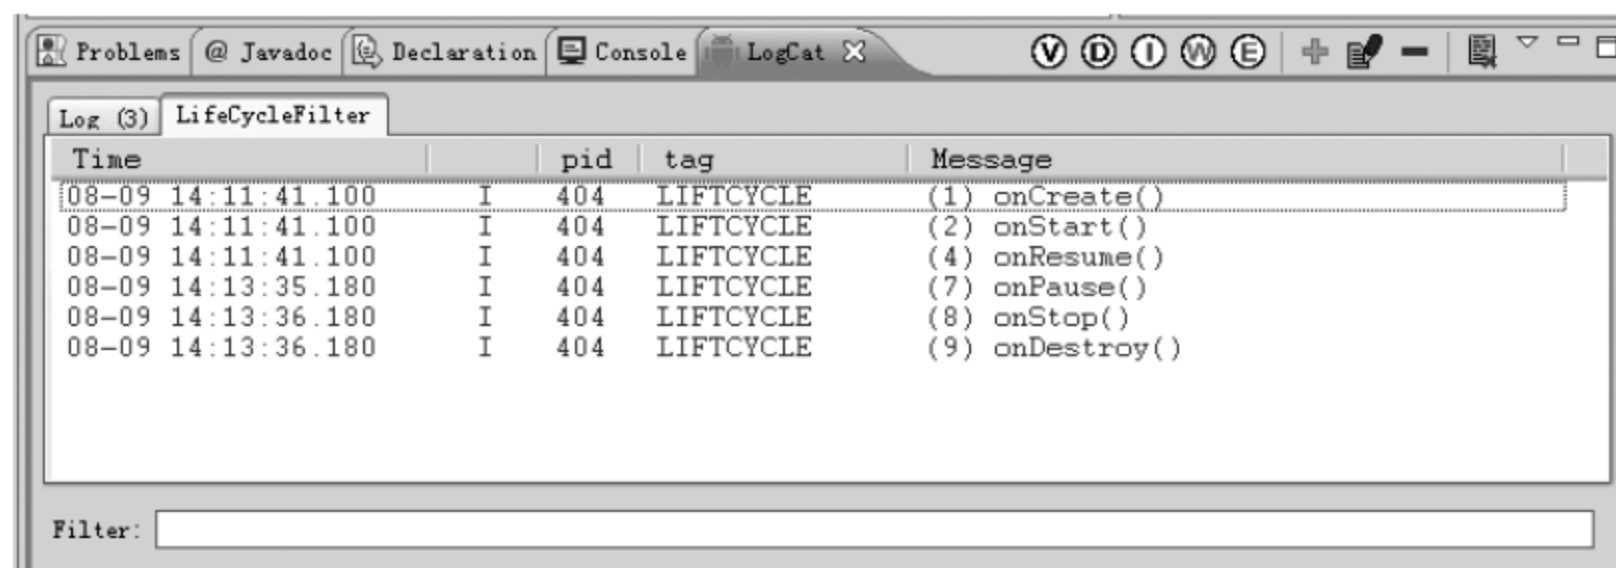 Problems @ Javadoc Declaration Console LogCat V D I W E
Log (3) LifeCycleFilter
Time pid tag Message
08-09 14:11:41.100 I 404 LIFTCYCLE (1) onCreate()
08-09 14:11:41.100 I 404 LIFTCYCLE (2) onStart()
08-09 14:11:41.100 I 404 LIFTCYCLE (4) onResume()
08-09 14:13:35.180 I 404 LIFTCYCLE (7) onPause()
08-09 14:13:36.180 I 404 LIFTCYCLE (8) onStop()
08-09 14:13:36.180 I 404 LIFTCYCLE (9) onDestroy()
Filter: